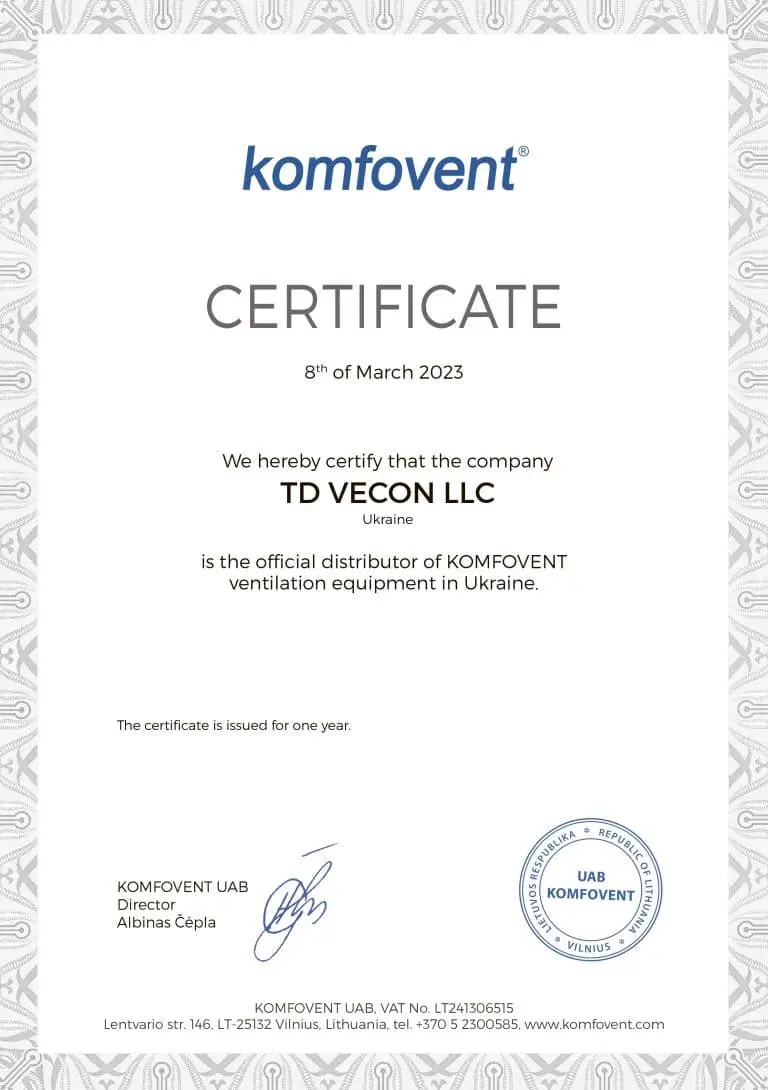 komfovent®
CERTIFICATE
8th of March 2023
We hereby certify that the company
TD VECON LLC
Ukraine
is the official distributor of KOMFOVENT
ventilation equipment in Ukraine.
The certificate is issued for one year.
KOMFOVENT UAB
Director
Albinas Čėpla
LIETUVOS RESPUBLIKA * REPUBLIC OF LITHUANIA * VILNIUS *
UAB
KOMFOVENT
KOMFOVENT UAB, VAT No. LT241306515
Lentvario str. 146, LT-25132 Vilnius, Lithuania, tel. +370 5 2300585, www.komfovent.com